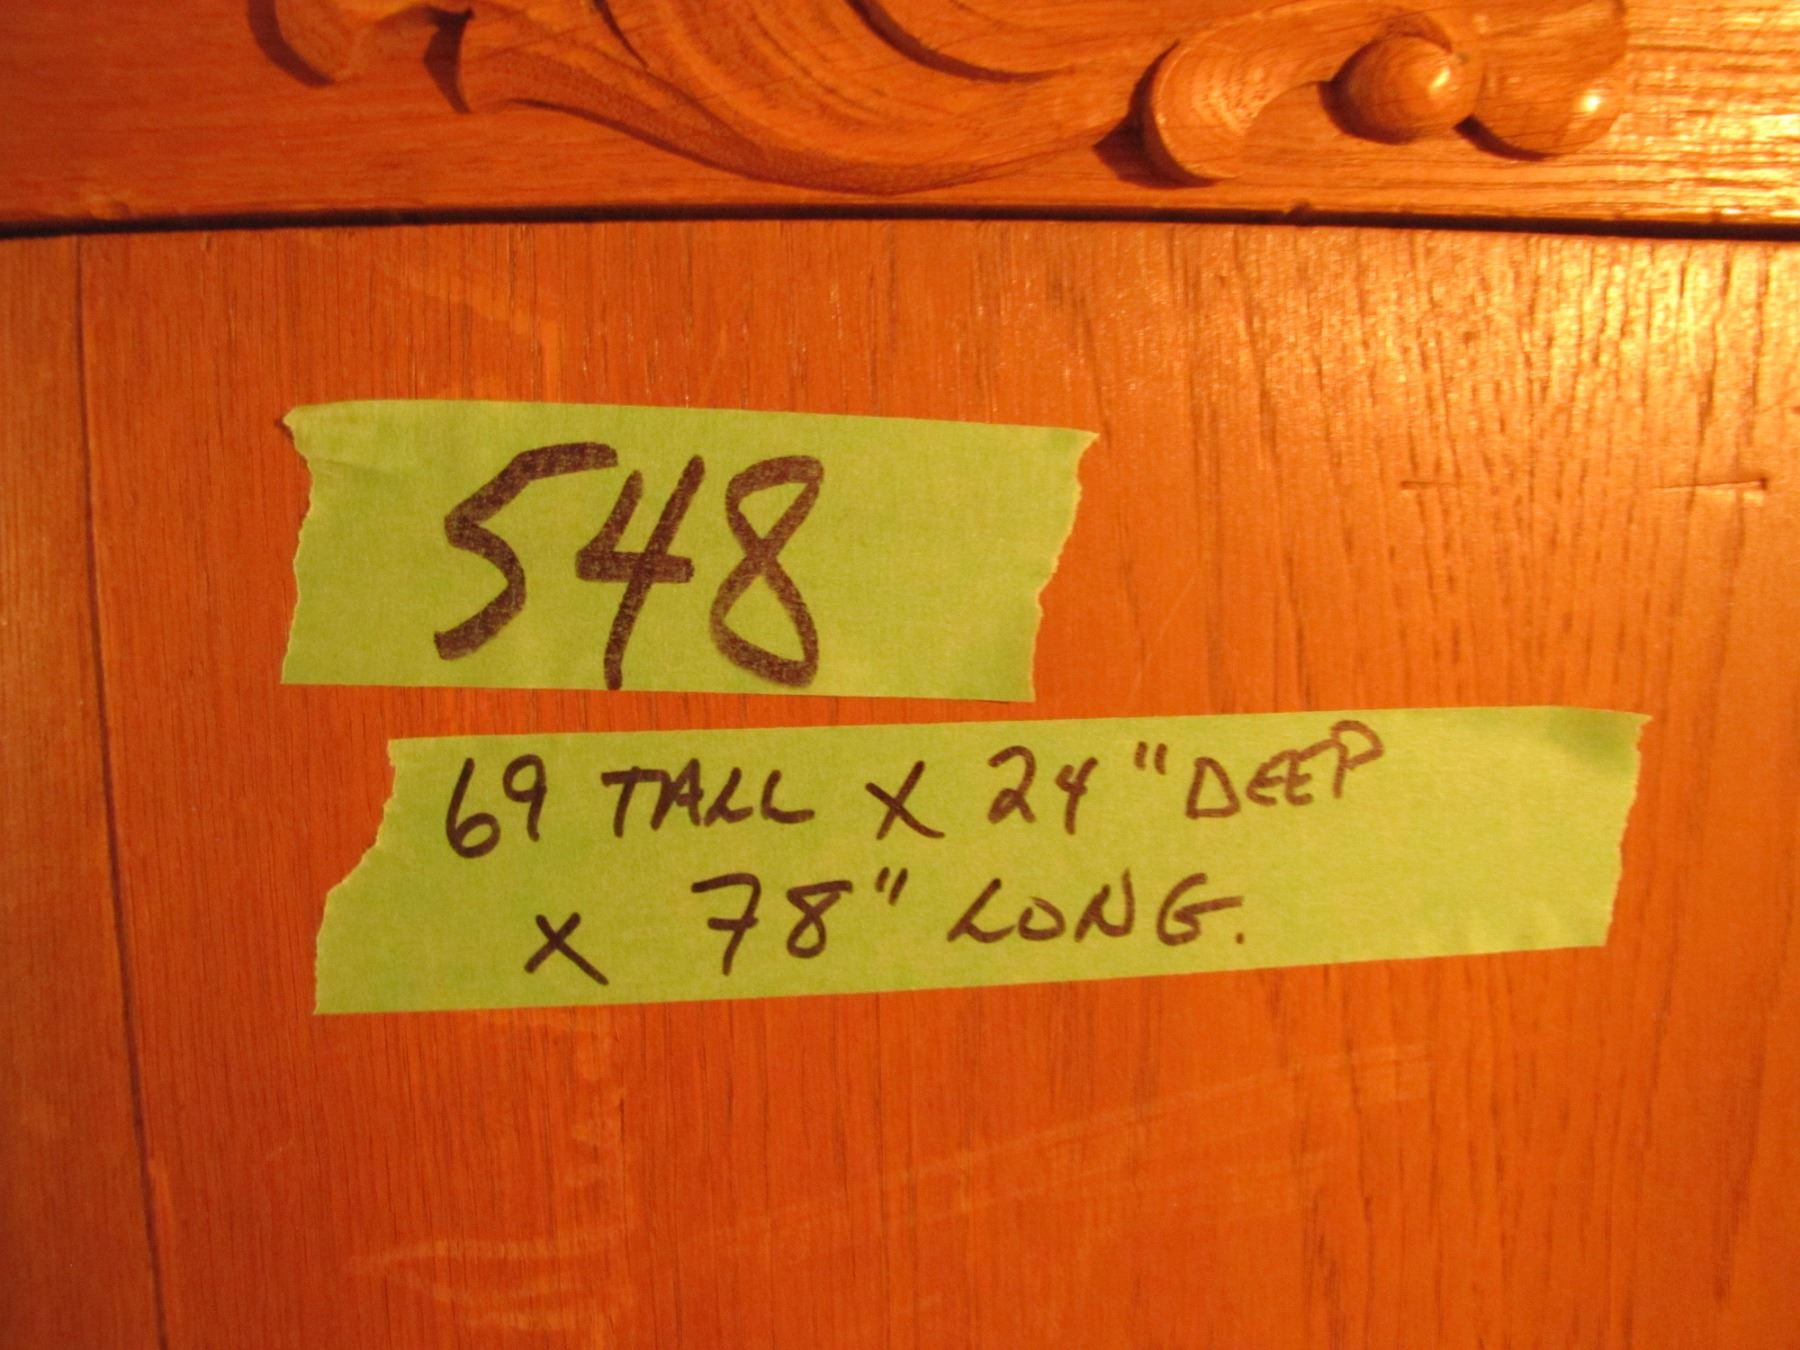 548
69 TALL X 24" DEEP
X 78" LONG.